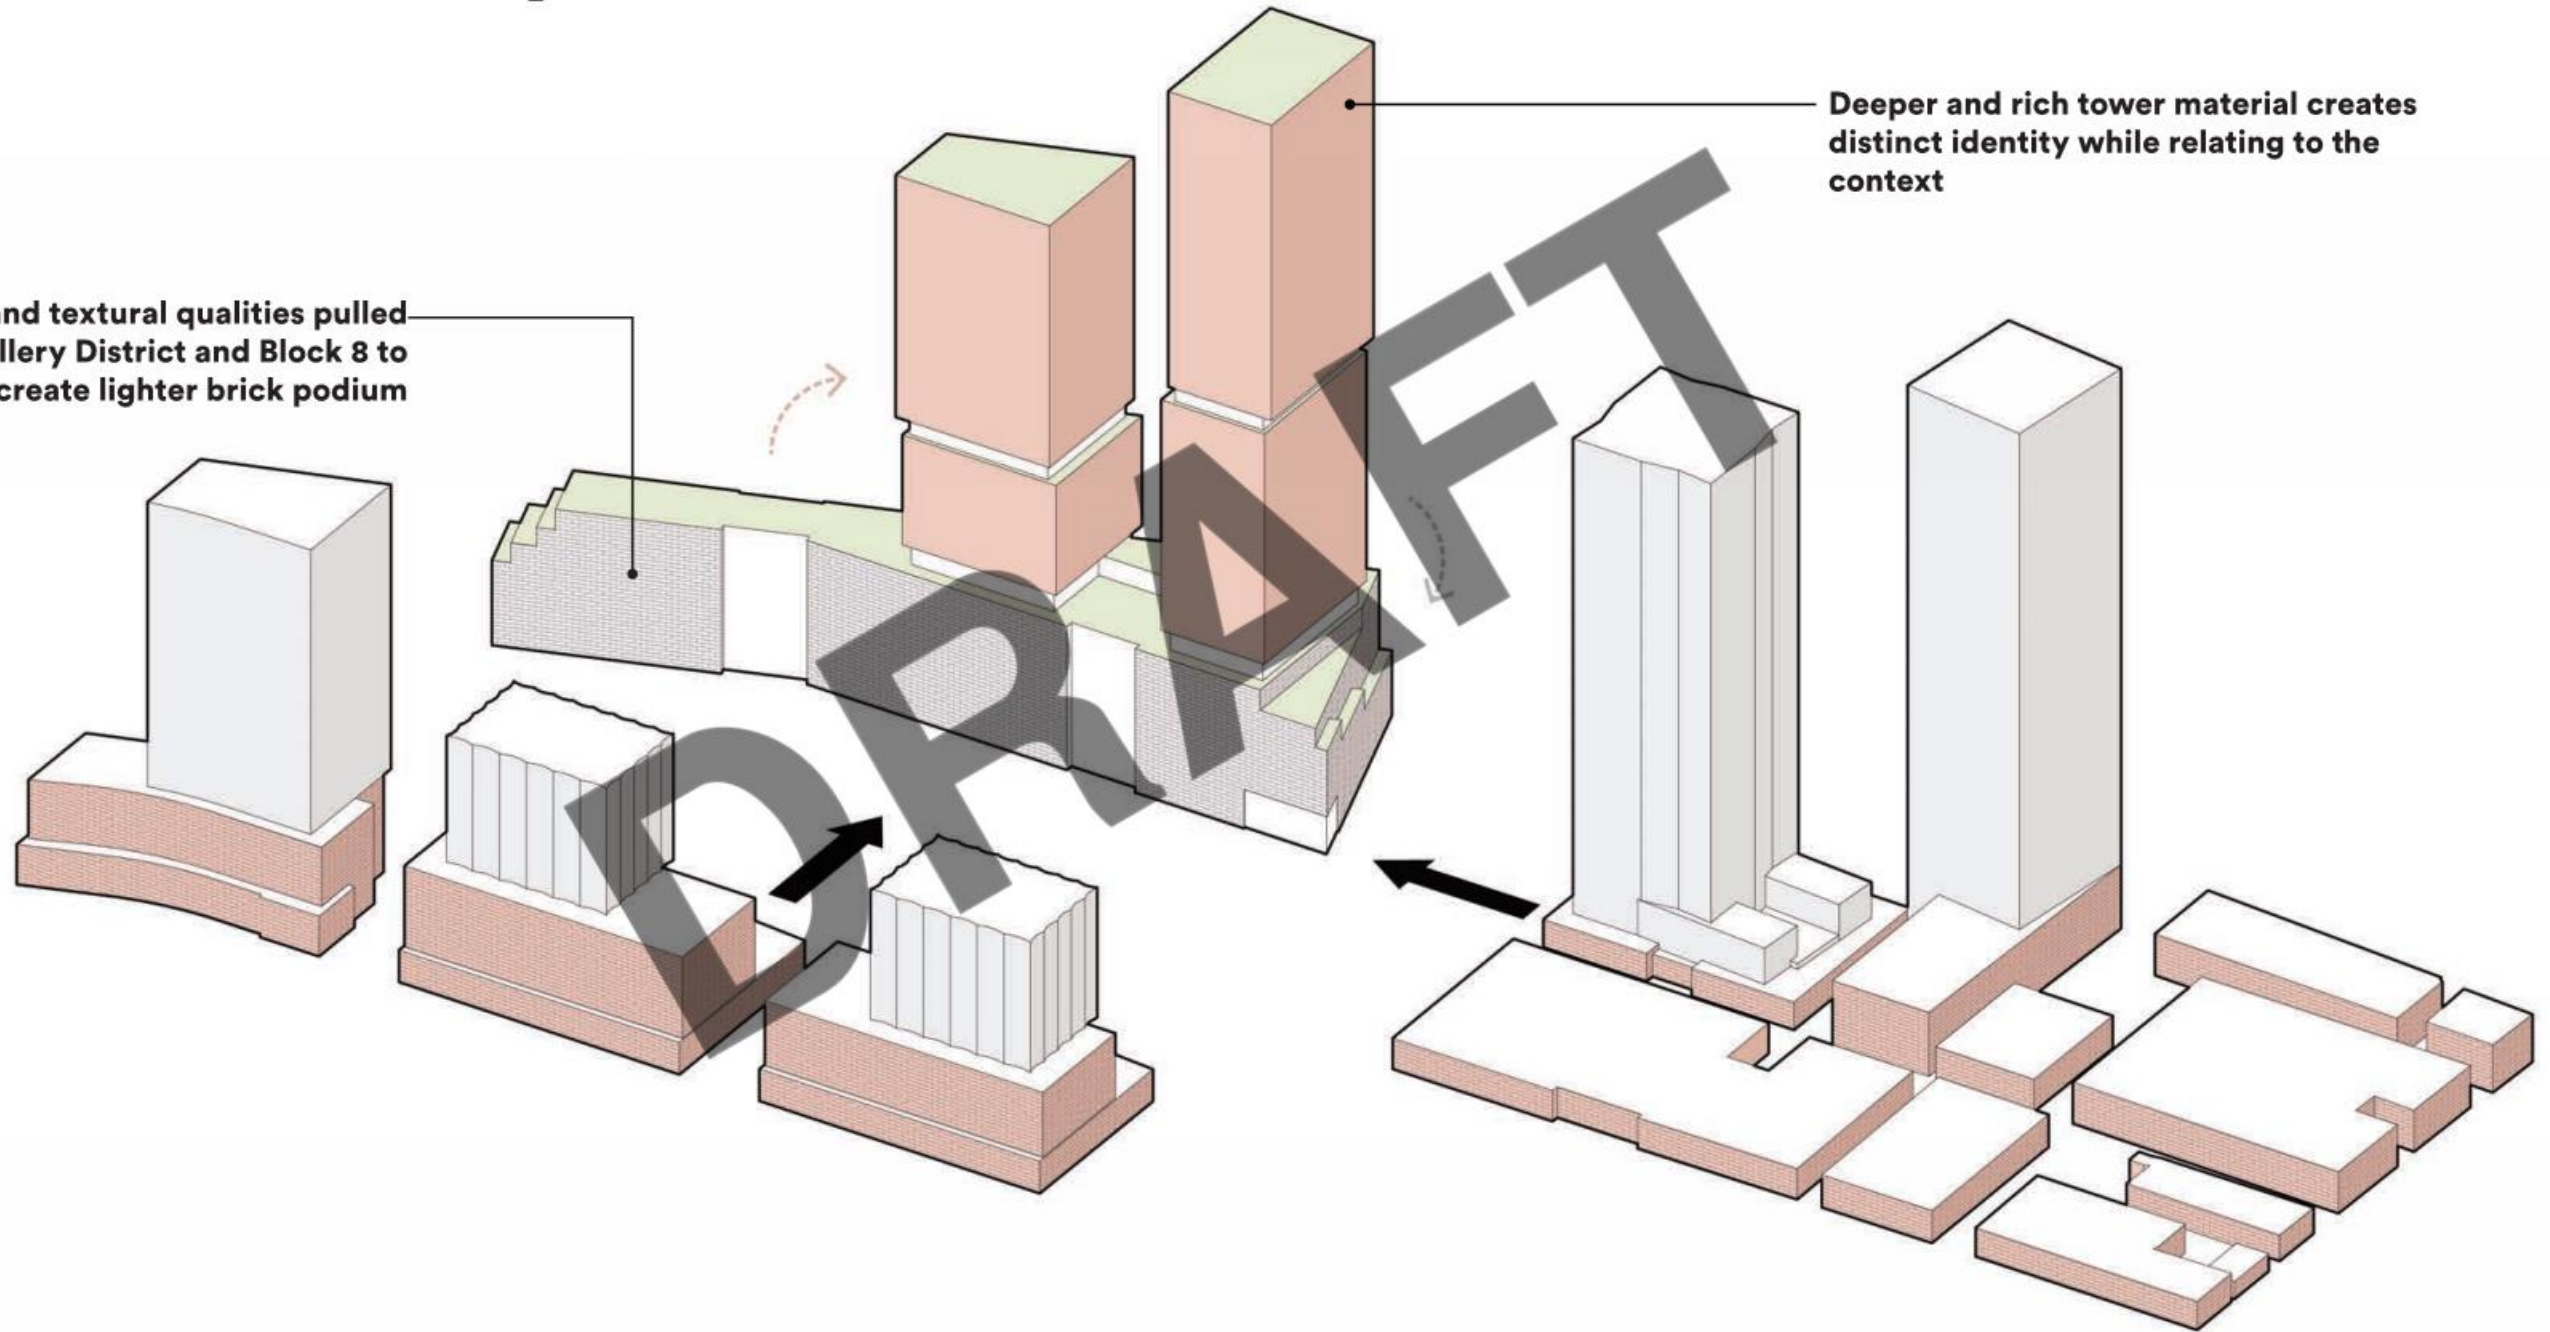 Deeper and rich tower material creates
distinct identity while relating to the
context
and textural qualities pulled
llery District and Block 8 to
create lighter brick podium
DRAFT